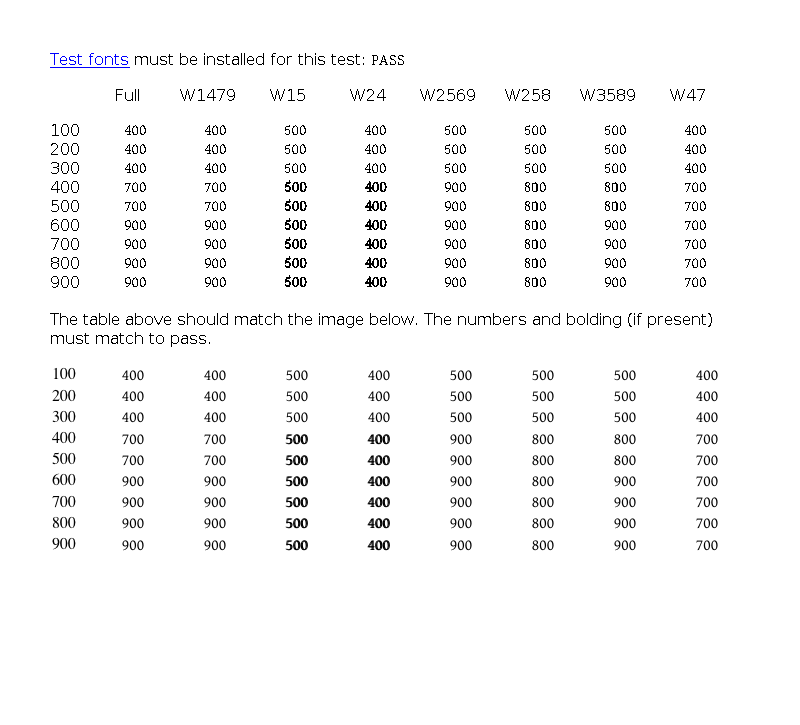 Test fonts must be installed for this test: PASS
Full W1479 W15 W24 W2569 W258 W3589 W47
100 400 400 500 400 500 500 500 400
200 400 400 500 400 500 500 500 400
300 400 400 500 400 500 500 500 400
400 700 700 500 400 900 800 800 700
500 700 700 500 400 900 800 800 700
600 900 900 500 400 900 800 900 700
700 900 900 500 400 900 800 900 700
800 900 900 500 400 900 800 900 700
900 900 900 500 400 900 800 900 700
The table above should match the image below. The numbers and bolding (if present)
must match to pass.
100 400 400 500 400 500 500 500 400
200 400 400 500 400 500 500 500 400
300 400 400 500 400 500 500 500 400
400 700 700 500 400 900 800 800 700
500 700 700 500 400 900 800 800 700
600 900 900 500 400 900 800 900 700
700 900 900 500 400 900 800 900 700
800 900 900 500 400 900 800 900 700
900 900 900 500 400 900 800 900 700